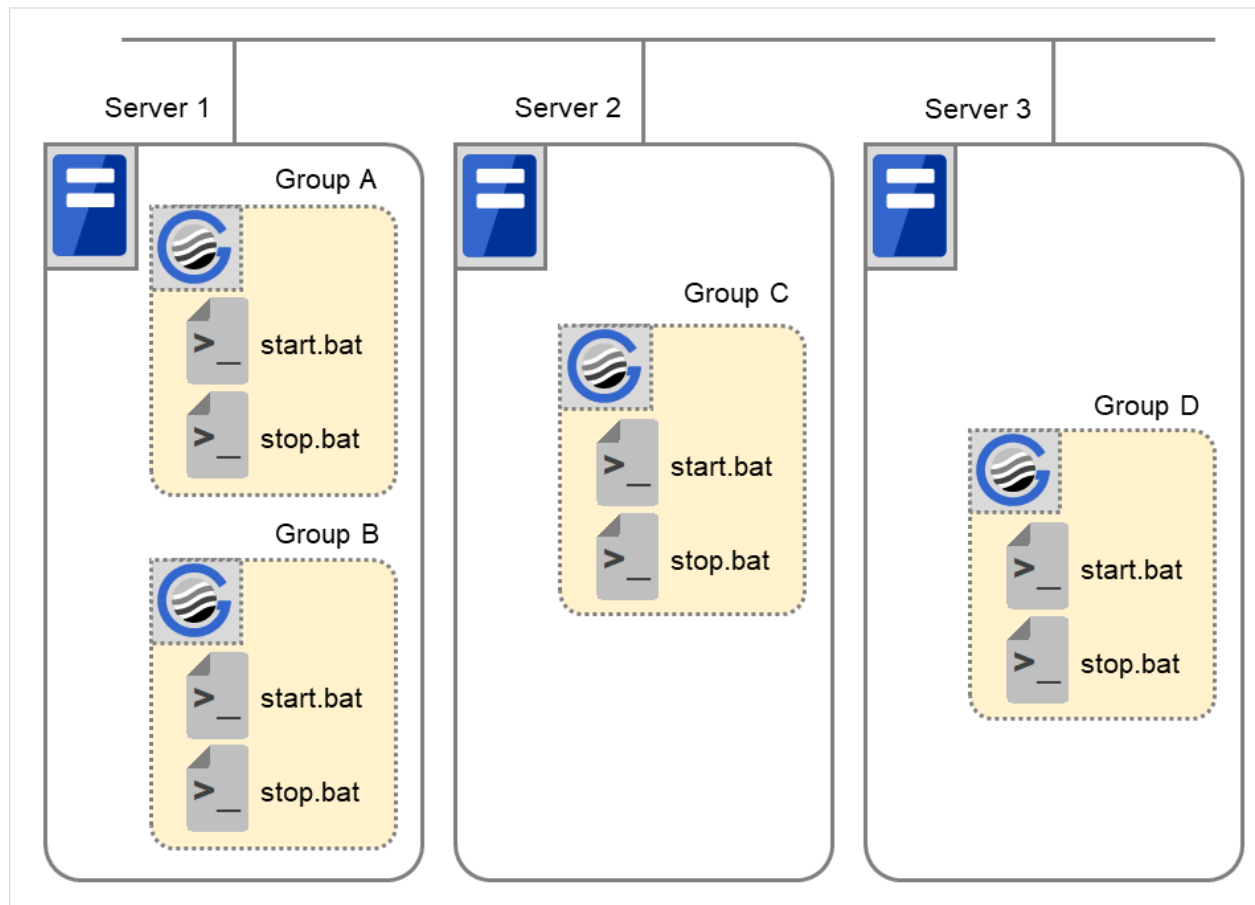 Server 1
Server 2
Server 3
Group A
start.bat
stop.bat
Group B
start.bat
stop.bat
Group C
start.bat
stop.bat
Group D
start.bat
stop.bat